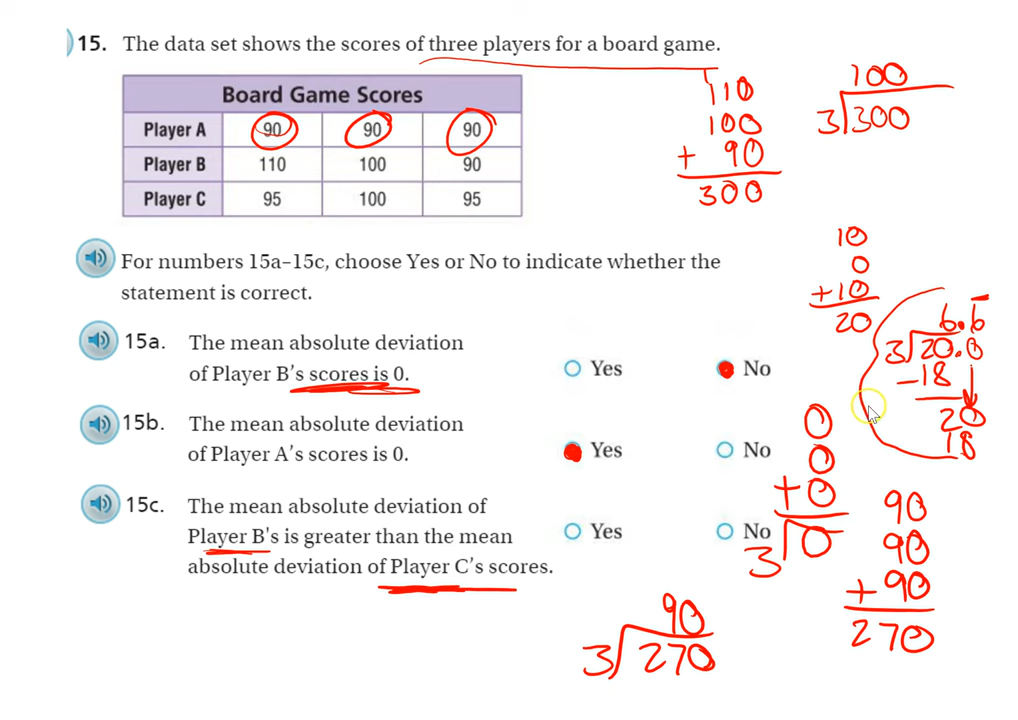 15. The data set shows the scores of three players for a board game.
Board Game Scores
Player A 90 90 90
Player B 110 100 90
Player C 95 100 95
110
100
+ 90
300
100
3 300
For numbers 15a–15c, choose Yes or No to indicate whether the
statement is correct.
10
0
+10
20
6.6
3 20.0
-18
20
18
15a. The mean absolute deviation
of Player B's scores is 0.
Yes No
15b. The mean absolute deviation
of Player A's scores is 0.
Yes No
15c. The mean absolute deviation of
Player B's is greater than the mean
absolute deviation of Player C's scores.
Yes No
0
0
+0
3 0
90
90
+90
270
90
3 270